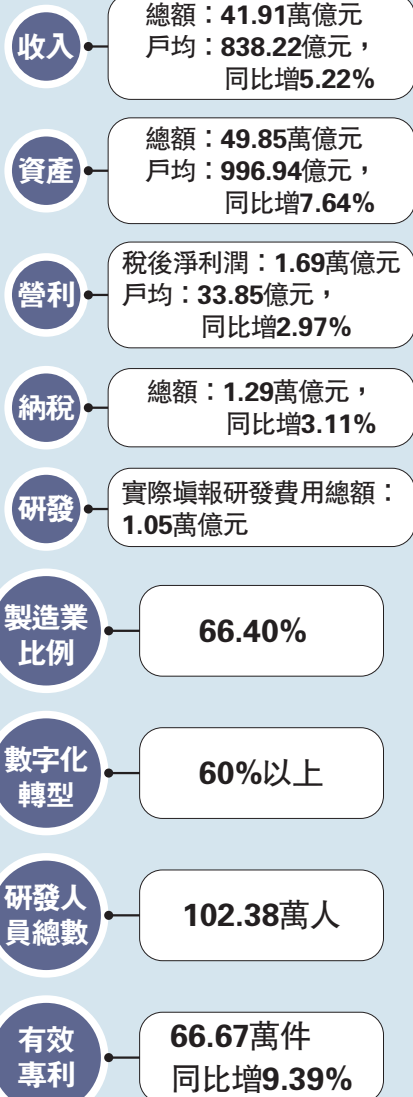 收入
總額：41.91萬億元
戶均：838.22億元，
同比增5.22%
資產
總額：49.85萬億元
戶均：996.94億元，
同比增7.64%
營利
稅後淨利潤：1.69萬億元
戶均：33.85億元，
同比增2.97%
納稅
總額：1.29萬億元，
同比增3.11%
研發
實際填報研發費用總額：
1.05萬億元
製造業
比例
66.40%
數字化
轉型
60%以上
研發人
員總數
102.38萬人
有效
專利
66.67萬件
同比增9.39%